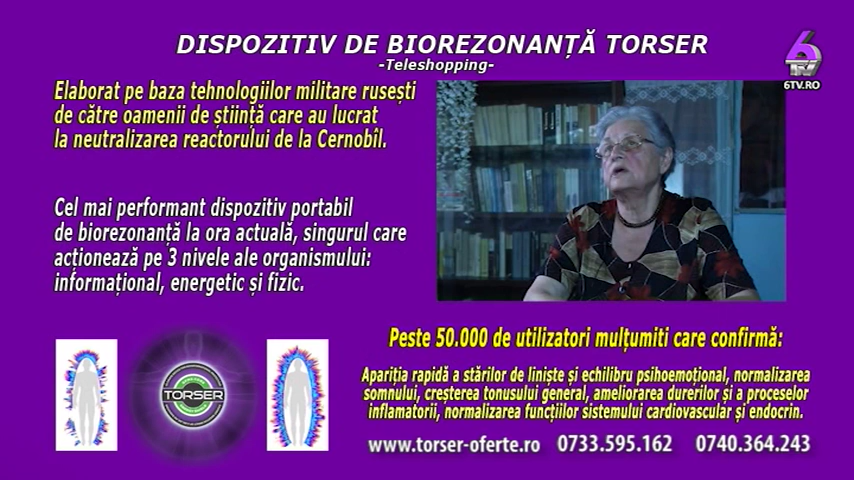 DISPOZITIV DE BIOREZONANȚĂ TORSER
-Teleshopping-
6
TV
6TV.RO
Elaborat pe baza tehnologiilor militare rusești
de către oamenii de știință care au lucrat
la neutralizarea reactorului de la Cernobîl.
Cel mai performant dispozitiv portabil
de biorezonanță la ora actuală, singurul care
acționează pe 3 nivele ale organismului:
informațional, energetic și fizic.
TORSER
Peste 50.000 de utilizatori mulțumiti care confirmă:
Apariția rapidă a stărilor de liniște și echilibru psihoemoțional, normalizarea
somnului, creșterea tonusului general, ameliorarea durerilor și a proceselor
inflamatorii, normalizarea funcțiilor sistemului cardiovascular și endocrin.
www.torser-oferte.ro 0733.595.162 0740.364.243